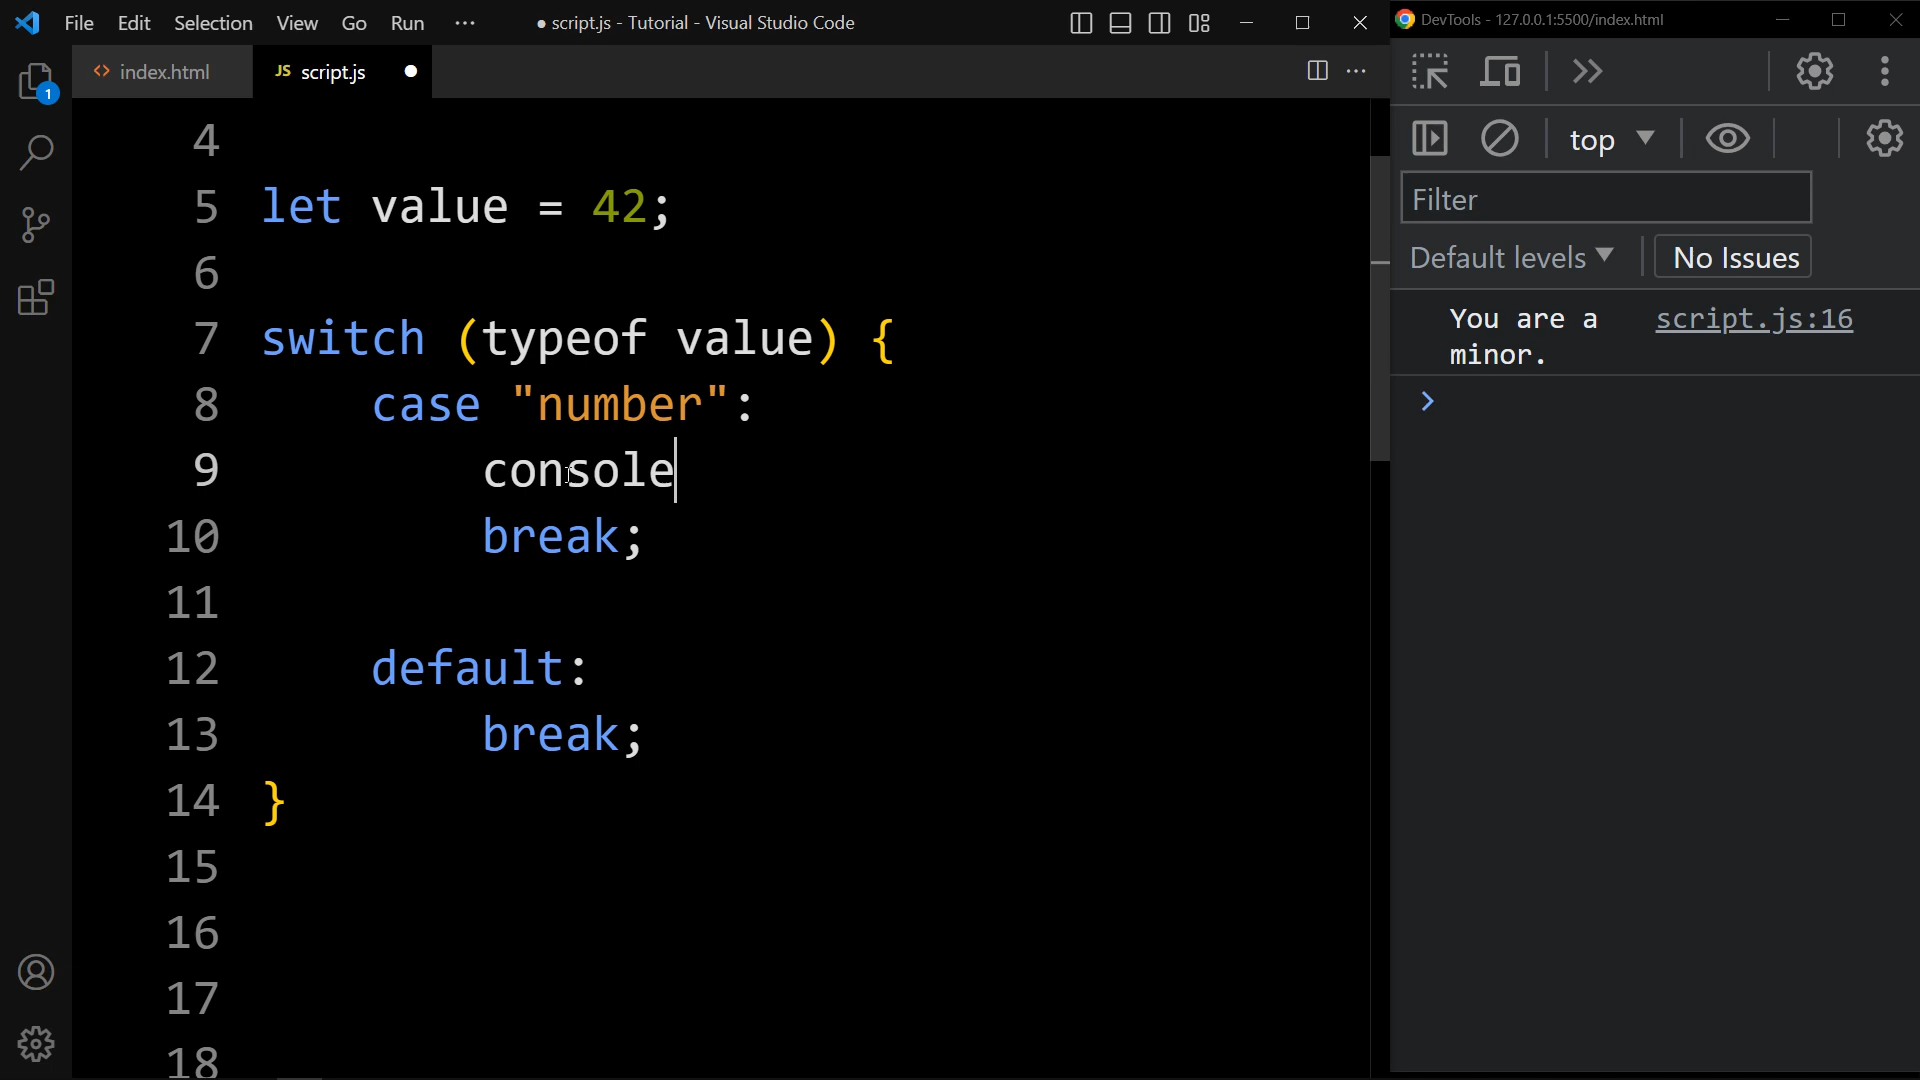 File Edit Selection View Go Run ··· ● script.js - Tutorial - Visual Studio Code
DevTools - 127.0.0.1:5500/index.html
<> index.html JS script.js ●
1
top
Filter
Default levels ▼ No Issues
You are a script.js:16
minor.
>
4
5 let value = 42;
6
7 switch (typeof value) {
8 case "number":
9 console
10 break;
11
12 default:
13 break;
14 }
15
16
17
18